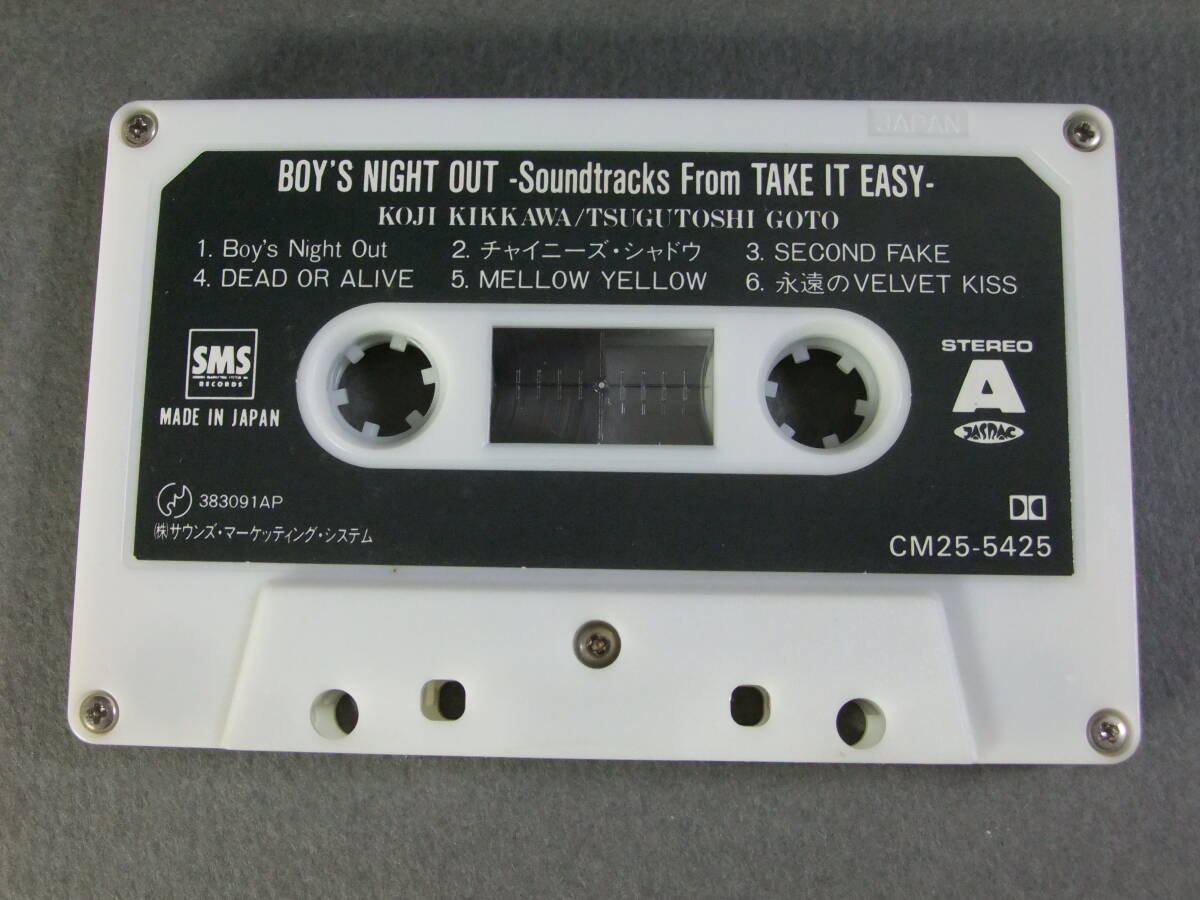 JAPAN
BOY'S NIGHT OUT -Soundtracks From TAKE IT EASY-
KOJI KIKKAWA/TSUGUTOSHI GOTO
1. Boy's Night Out 2. チャイニーズ・シャドウ 3. SECOND FAKE
4. DEAD OR ALIVE 5. MELLOW YELLOW 6. 永遠のVELVET KISS
SMS
RECORDS
MADE IN JAPAN
STEREO
A
JASRAC
383091AP
㈱サウンズ・マーケッティング・システム
CM25-5425